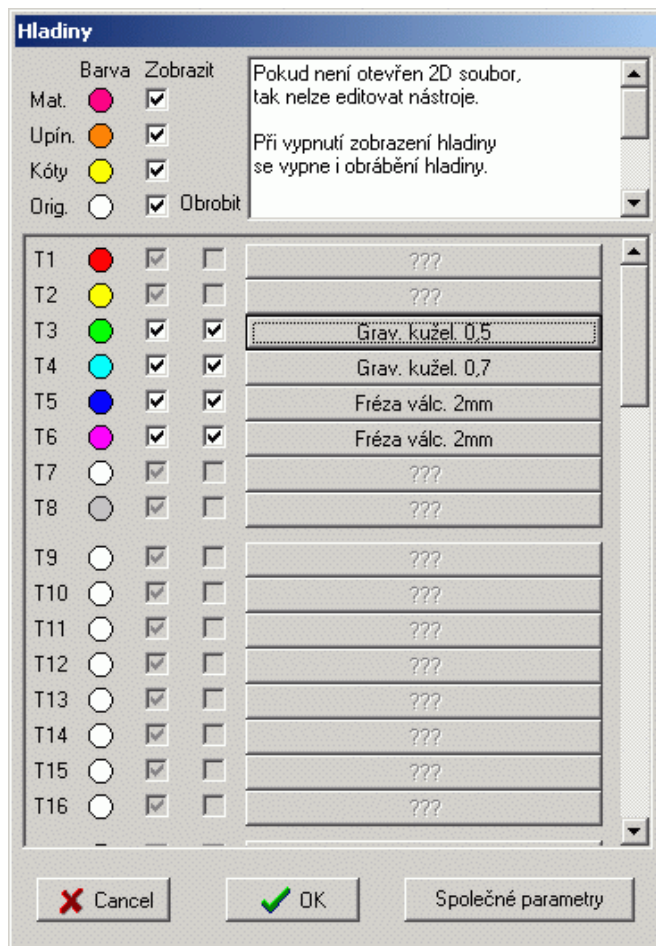 Hladiny
Barva Zobrazit
Mat.
Upín.
Kóty
Orig. Obrobit
Pokud není otevřen 2D soubor,
tak nelze editovat nástroje.
Při vypnutí zobrazení hladiny
se vypne i obrábění hladiny.
T1 ???
T2 ???
T3 Grav. kužel. 0,5
T4 Grav. kužel. 0,7
T5 Fréza válc. 2mm
T6 Fréza válc. 2mm
T7 ???
T8 ???
T9 ???
T10 ???
T11 ???
T12 ???
T13 ???
T14 ???
T15 ???
T16 ???
Cancel OK Společné parametry